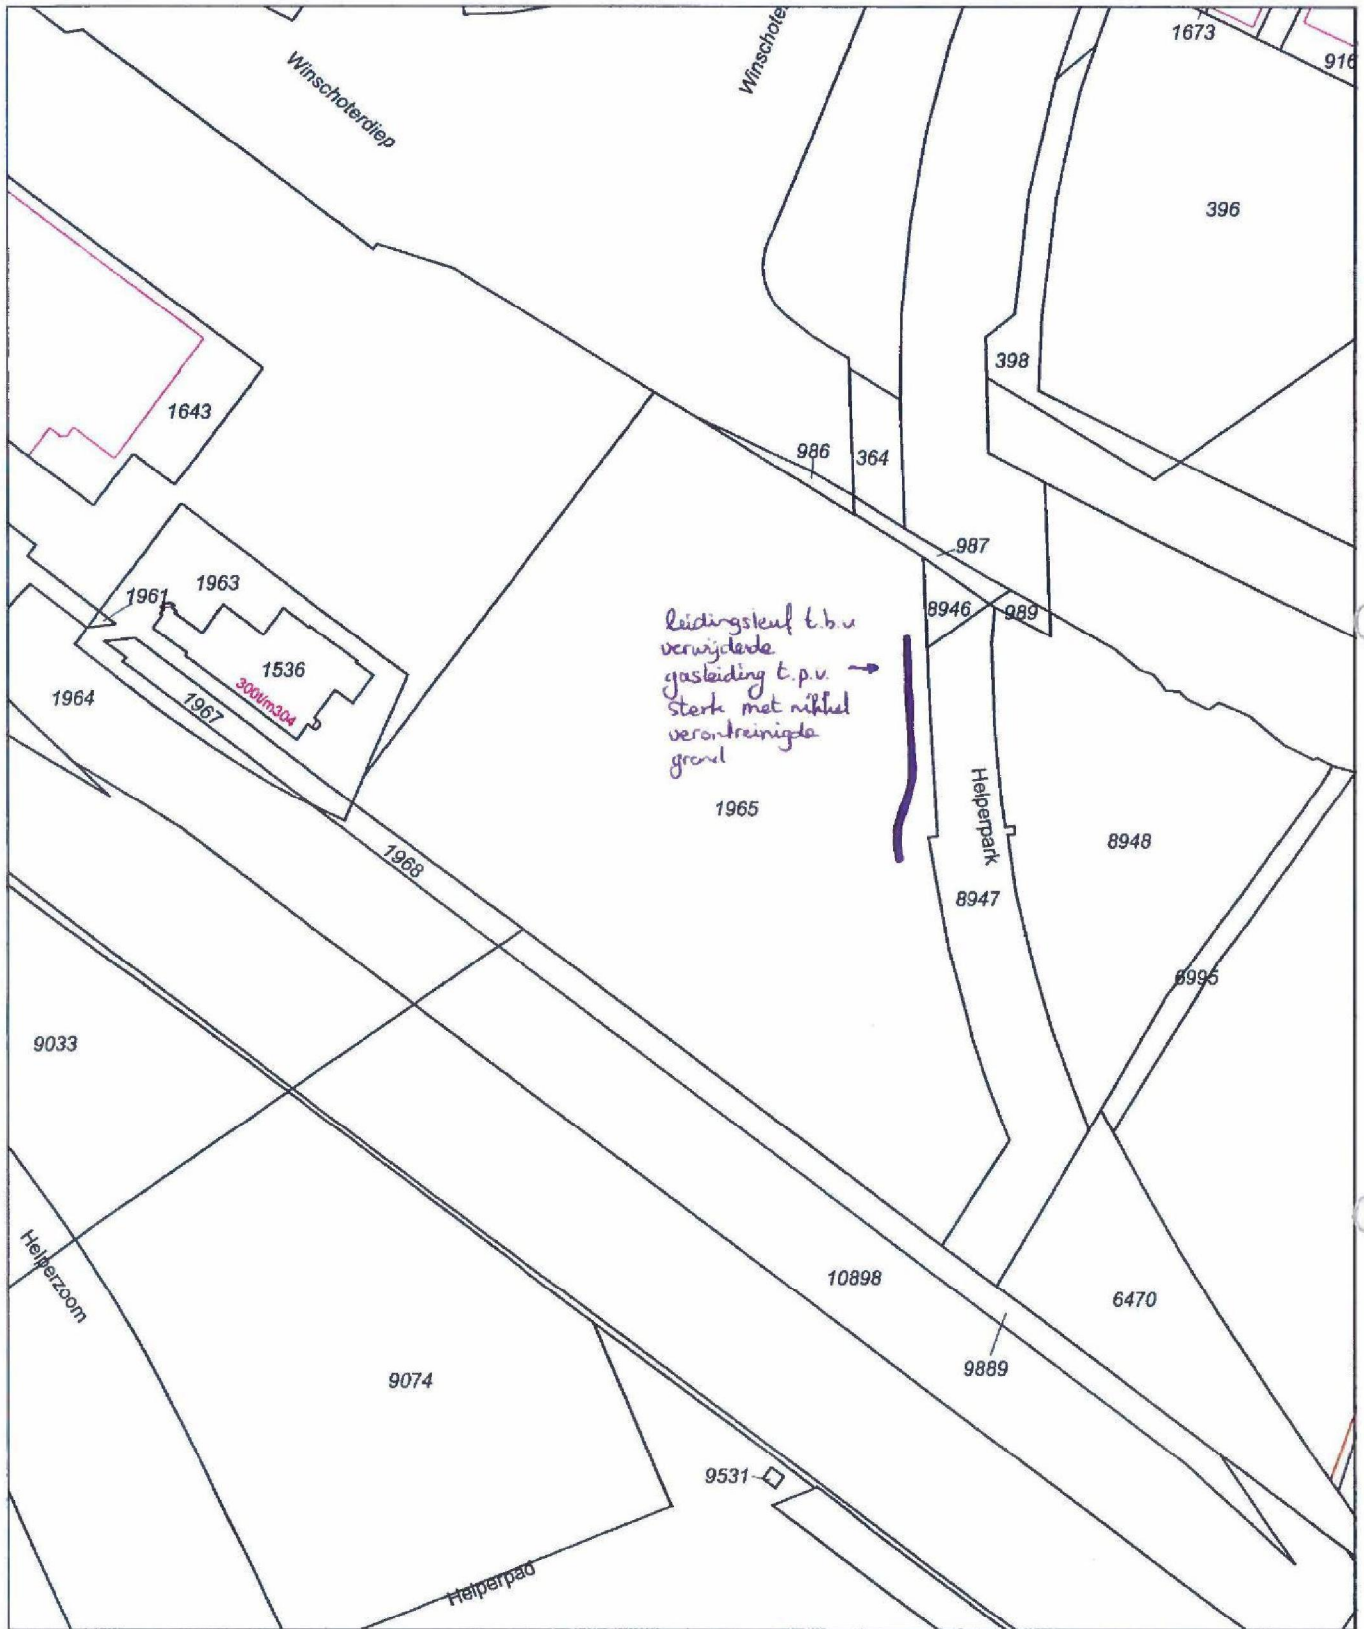 Winschoterdiep
Winschote
1673
916
396
398
1643
986
364
987
1961
1963
8946
989
leidingsleuf t.b.v
verwijderde
gasleiding t.p.v. →
sterk met nikkel
verontreinigde
grond
1536
300t/m304
1964
1967
1965
Helperpark
8948
1968
8947
6995
9033
Helperzoom
10898
6470
9889
9074
9531
Helperpad